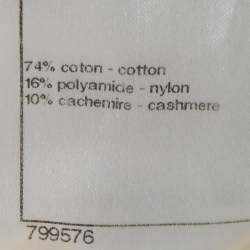 74% coton - cotton
16% polyamide - nylon
10% cachemire - cashmere
799576